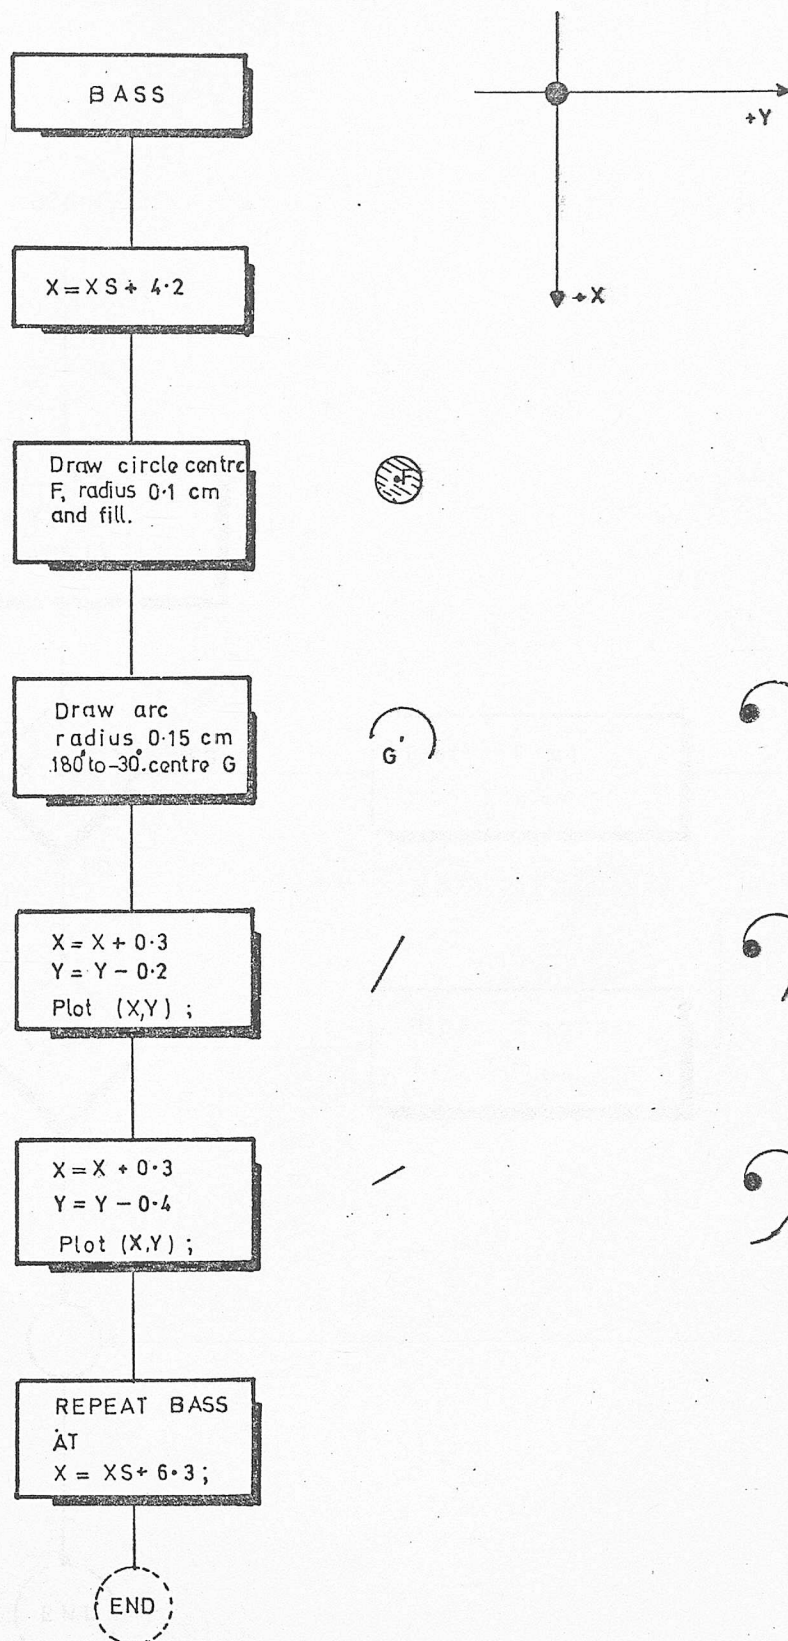 BASS
+Y
X = XS + 4·2
+X
Draw circle centre
F, radius 0·1 cm
and fill.
F
Draw arc
radius 0·15 cm
180° to -30°. centre G
G
X = X + 0·3
Y = Y - 0·2
Plot (X,Y) ;
X = X + 0·3
Y = Y - 0·4
Plot (X,Y) ;
REPEAT BASS
AT
X = XS + 6·3 ;
END